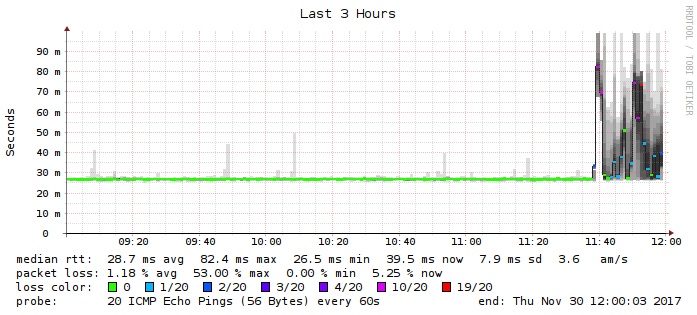 Last 3 Hours
RRDTOOL / TOBI OETIKER
Seconds
90 m
80 m
70 m
60 m
50 m
40 m
30 m
20 m
10 m
0
09:20 09:40 10:00 10:20 10:40 11:00 11:20 11:40 12:00
median rtt: 28.7 ms avg 82.4 ms max 26.5 ms min 39.5 ms now 7.9 ms sd 3.6 am/s
packet loss: 1.18 % avg 53.00 % max 0.00 % min 5.25 % now
loss color: 0 1/20 2/20 3/20 4/20 10/20 19/20
probe: 20 ICMP Echo Pings (56 Bytes) every 60s end: Thu Nov 30 12:00:03 2017